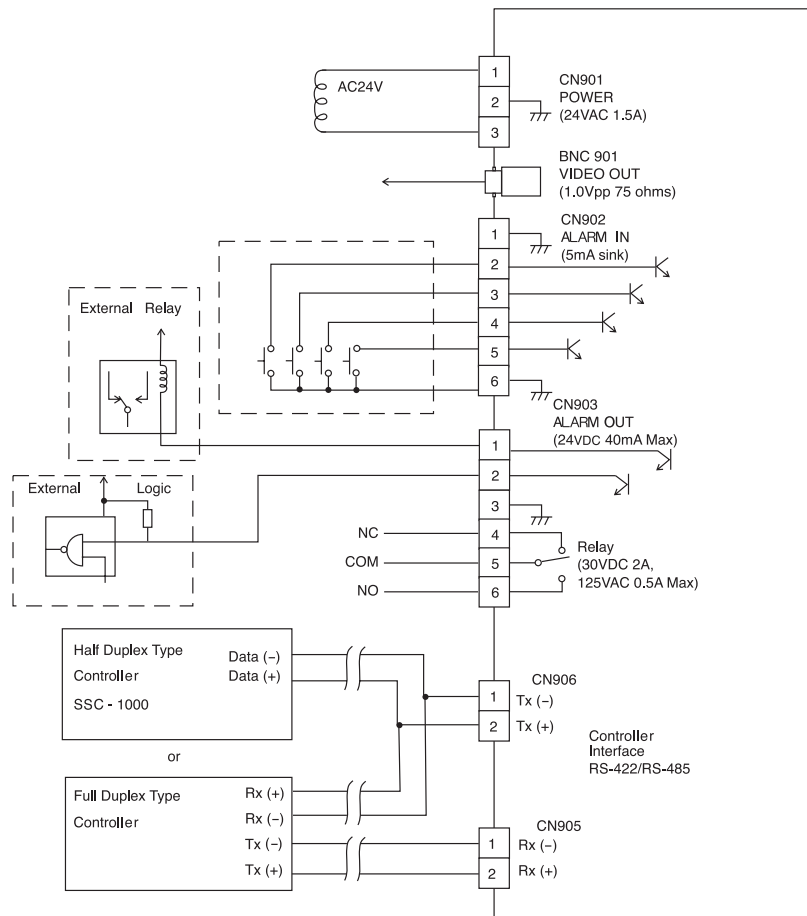 AC24V
1
2
3
CN901
POWER
(24VAC 1.5A)
BNC 901
VIDEO OUT
(1.0Vpp 75 ohms)
CN902
ALARM IN
(5mA sink)
1
2
3
4
5
6
External Relay
CN903
ALARM OUT
(24VDC 40mA Max)
1
2
3
4
5
6
External Logic
NC
COM
NO
Relay
(30VDC 2A,
125VAC 0.5A Max)
Half Duplex Type
Controller
SSC - 1000
Data (-)
Data (+)
CN906
1 Tx (-)
2 Tx (+)
Controller
Interface
RS-422/RS-485
or
Full Duplex Type
Controller
Rx (+)
Rx (-)
Tx (-)
Tx (+)
CN905
1 Rx (-)
2 Rx (+)